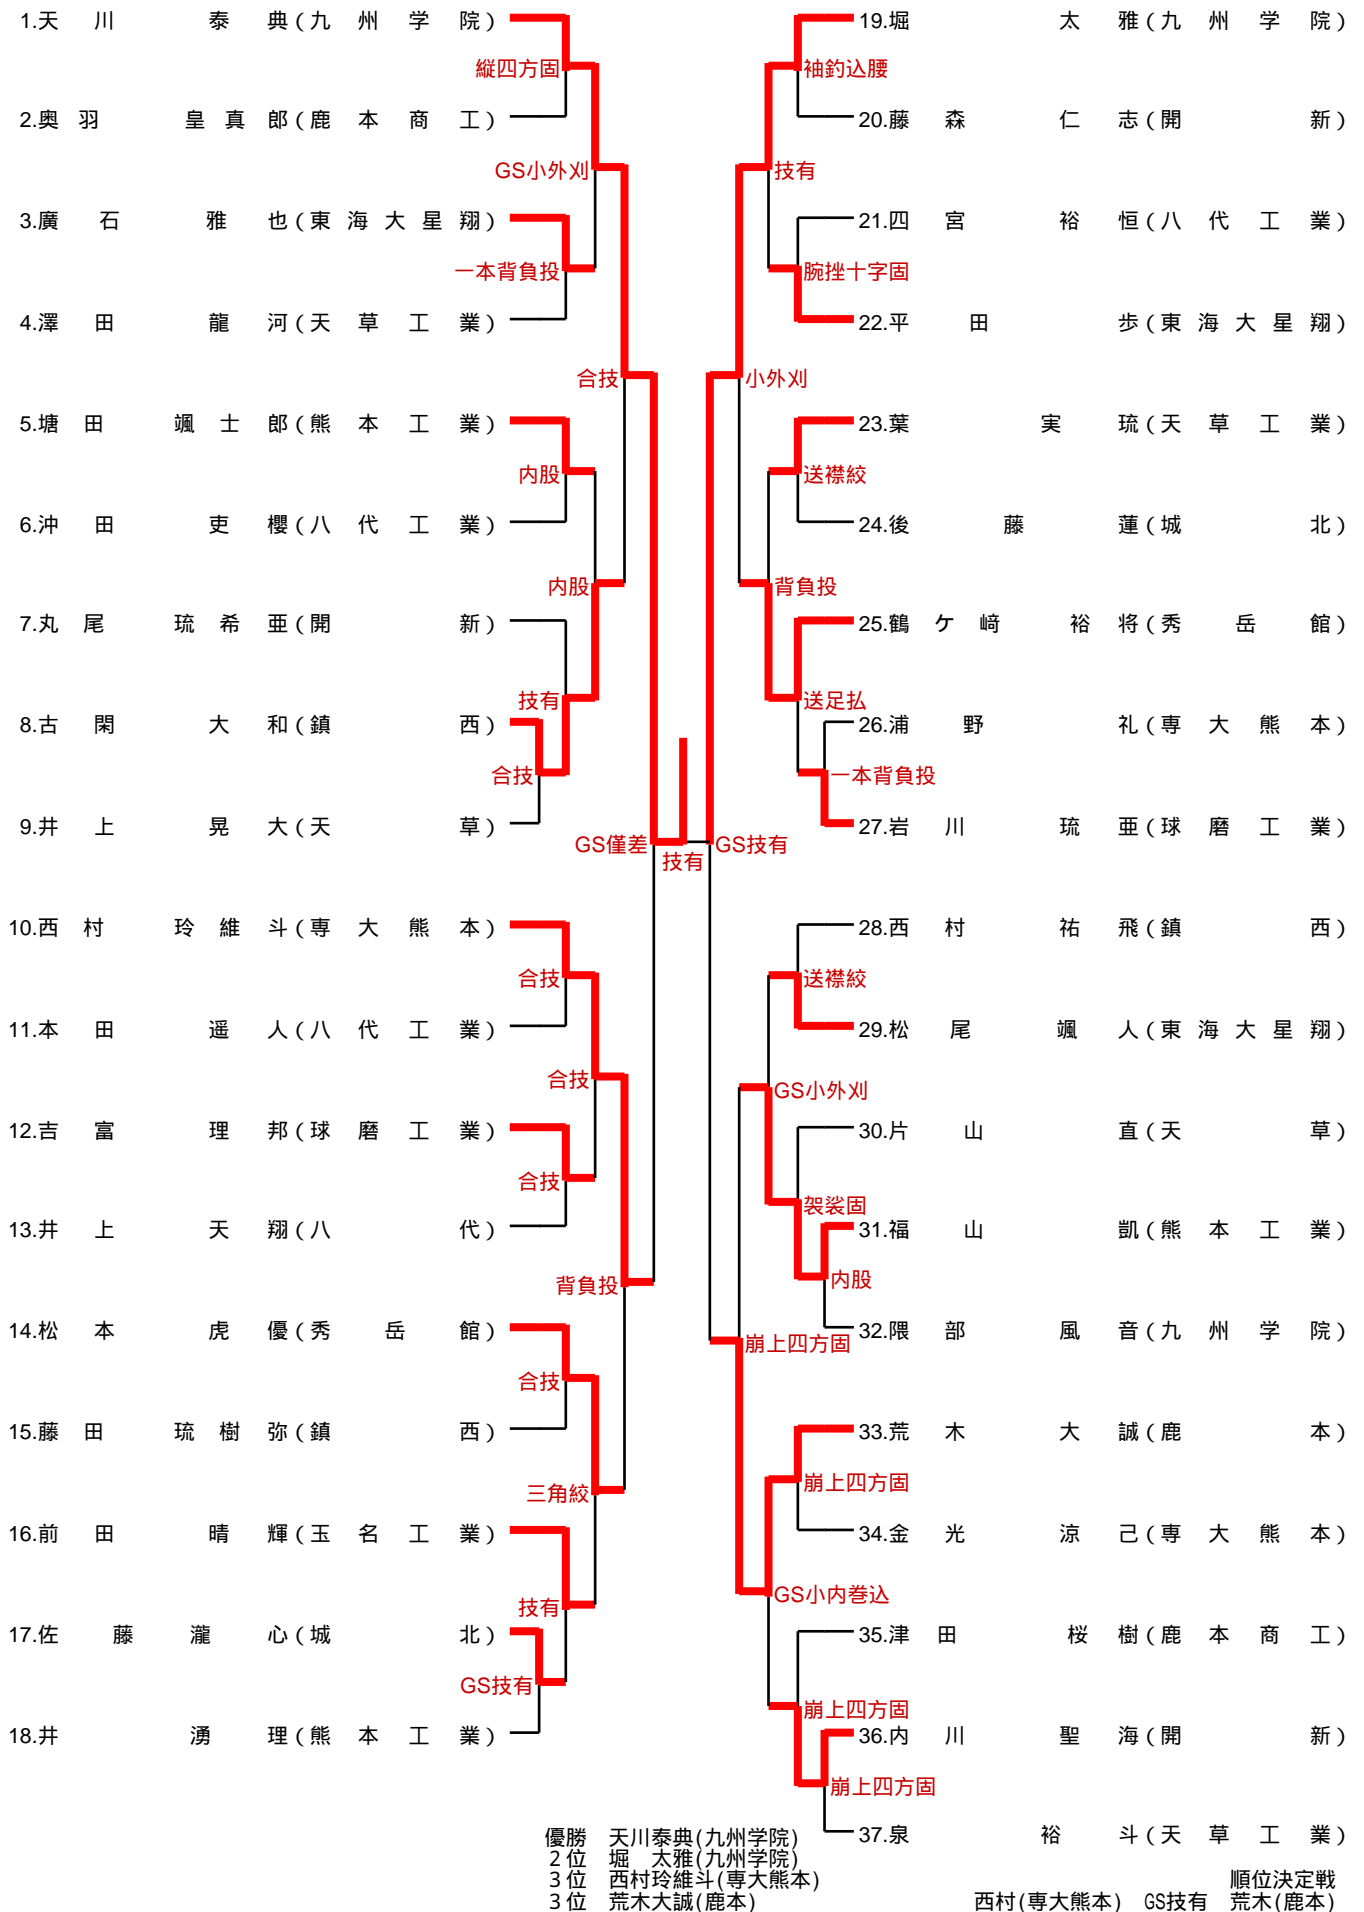 1.天川 泰典(九州学院)
縦四方固
2.奥羽 皇真郎(鹿本商工)
GS小外刈
3.廣石 雅也(東海大星翔)
一本背負投
4.澤田 龍河(天草工業)
合技
5.塘田 颯士郎(熊本工業)
内股
6.沖田 吏櫻(八代工業)
内股
7.丸尾 琉希亜(開新)
技有
8.古閑 大和(鎮西)
合技
9.井上 晃大(天草)
GS僅差
技有
10.西村 玲維斗(専大熊本)
合技
11.本田 遥人(八代工業)
合技
12.吉富 理邦(球磨工業)
合技
13.井上 天翔(八代)
背負投
14.松本 虎優(秀岳館)
合技
15.藤田 琉樹弥(鎮西)
三角絞
16.前田 晴輝(玉名工業)
技有
17.佐藤 瀧心(城北)
GS技有
18.井 湧理(熊本工業)
19.堀 太雅(九州学院)
袖釣込腰
20.藤森 仁志(開新)
技有
21.四宮 裕恒(八代工業)
腕挫十字固
22.平田 歩(東海大星翔)
小外刈
23.葉 実琉(天草工業)
送襟絞
24.後藤 蓮(城北)
背負投
25.鶴ケ﨑 裕将(秀岳館)
送足払
26.浦野 礼(専大熊本)
一本背負投
27.岩川 琉亜(球磨工業)
GS技有
28.西村 祐飛(鎮西)
送襟絞
29.松尾 颯人(東海大星翔)
GS小外刈
30.片山 直(天草)
袈裟固
31.福山 凱(熊本工業)
内股
32.隈部 風音(九州学院)
崩上四方固
33.荒木 大誠(鹿本)
崩上四方固
34.金光 涼己(専大熊本)
GS小内巻込
35.津田 桜樹(鹿本商工)
崩上四方固
36.内川 聖海(開新)
崩上四方固
37.泉 裕斗(天草工業)
優勝 天川泰典(九州学院)
2位 堀 太雅(九州学院)
3位 西村玲維斗(専大熊本)
3位 荒木大誠(鹿本)
順位決定戦
西村(専大熊本) GS技有 荒木(鹿本)